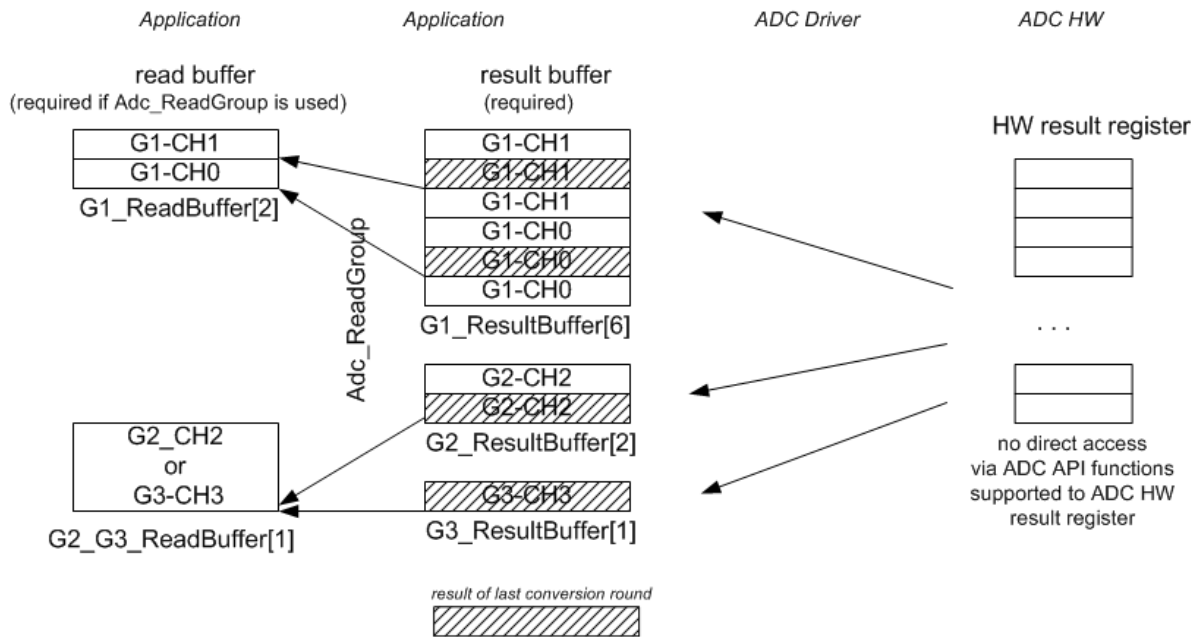 Application
Application
ADC Driver
ADC HW
read buffer
(required if Adc_ReadGroup is used)
G1-CH1
G1-CH0
G1_ReadBuffer[2]
G2_CH2
or
G3-CH3
G2_G3_ReadBuffer[1]
Adc_ReadGroup
result buffer
(required)
G1-CH1
G1-CH1
G1-CH1
G1-CH0
G1-CH0
G1-CH0
G1_ResultBuffer[6]
G2-CH2
G2-CH2
G2_ResultBuffer[2]
G3-CH3
G3_ResultBuffer[1]
result of last conversion round
HW result register
. . .
no direct access
via ADC API functions
supported to ADC HW
result register